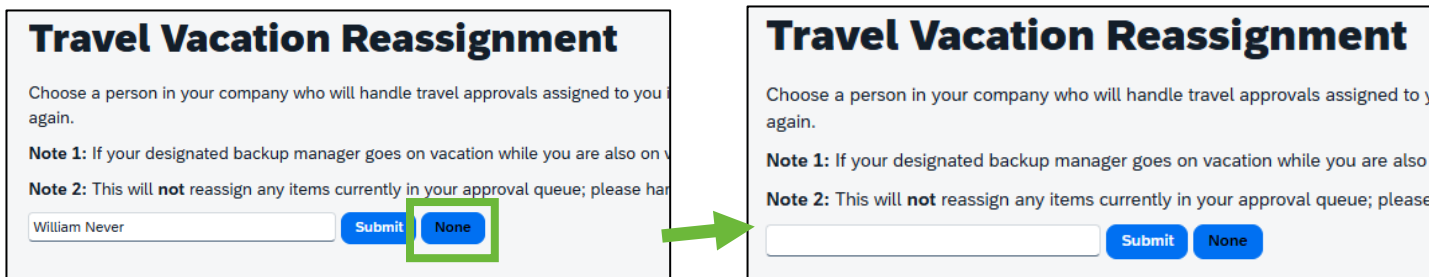 Travel Vacation Reassignment
Choose a person in your company who will handle travel approvals assigned to you
again.
Note 1: If your designated backup manager goes on vacation while you are also on
Note 2: This will not reassign any items currently in your approval queue; please
William Never Submit None
Travel Vacation Reassignment
Choose a person in your company who will handle travel approvals assigned to
again.
Note 1: If your designated backup manager goes on vacation while you are also
Note 2: This will not reassign any items currently in your approval queue; please
Submit None